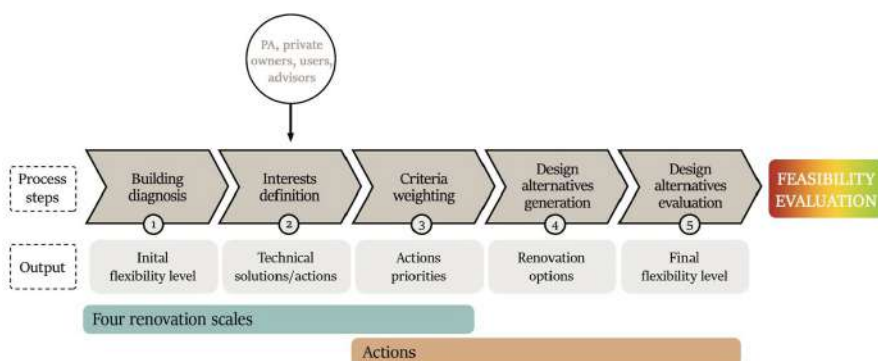 PA, private
owners, users,
advisors
Process
steps
Building
diagnosis
1
Interests
definition
2
Criteria
weighting
3
Design
alternatives
generation
4
Design
alternatives
evaluation
5
FEASIBILITY
EVALUATION
Output
Inital
flexibility level
Technical
solutions/actions
Actions
priorities
Renovation
options
Final
flexibility level
Four renovation scales
Actions